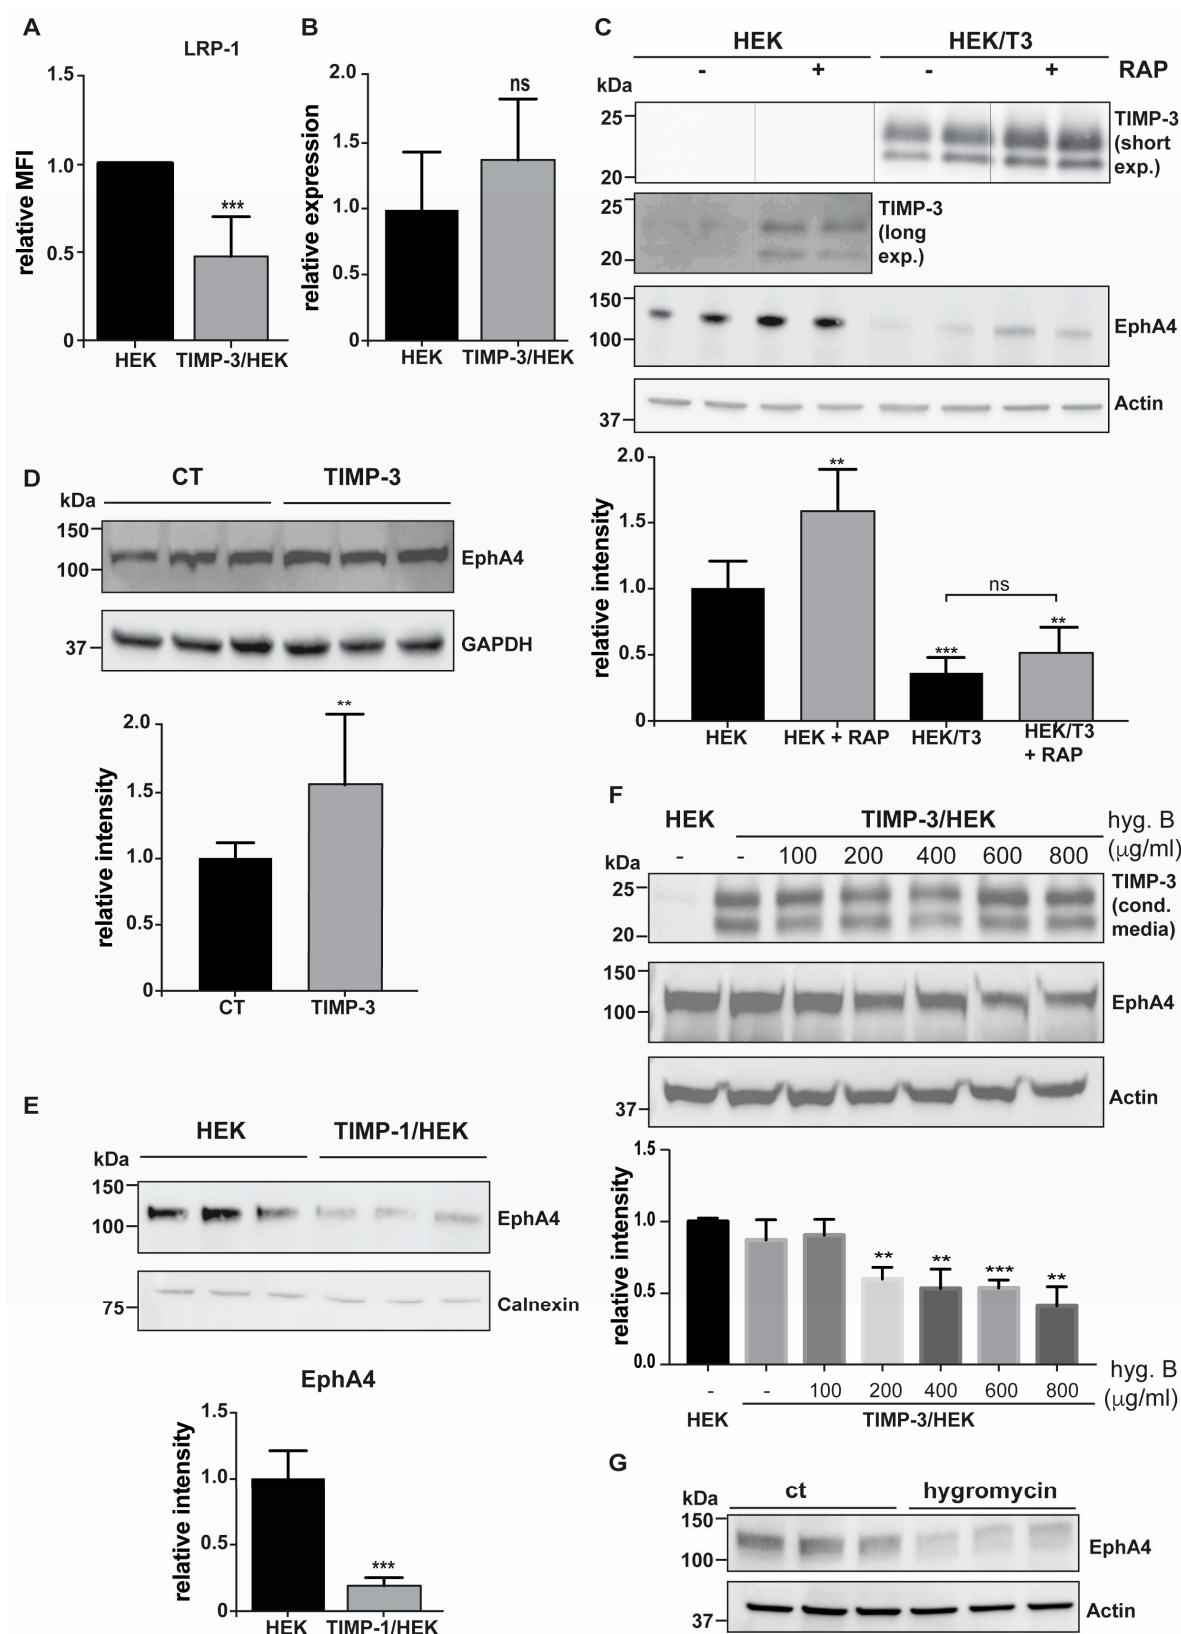 A
LRP-1
relative MFI
1.5
1.0
0.5
0
***
HEK
TIMP-3/HEK
B
relative expression
2.0
1.5
1.0
0.5
0
ns
HEK
TIMP-3/HEK
C
HEK
HEK/T3
- + - + RAP
kDa
25
20
TIMP-3
(short
exp.)
25
20
TIMP-3
(long
exp.)
150
100
EphA4
37
Actin
relative intensity
2.0
1.5
1.0
0.5
0
**
***
ns
**
HEK
HEK + RAP
HEK/T3
HEK/T3
+ RAP
D
CT
TIMP-3
kDa
150
100
EphA4
37
GAPDH
relative intensity
2.0
1.5
1.0
0.5
0
**
CT
TIMP-3
E
HEK
TIMP-1/HEK
kDa
150
100
EphA4
75
Calnexin
EphA4
relative intensity
1.5
1.0
0.5
0
***
HEK
TIMP-1/HEK
F
HEK
TIMP-3/HEK
hyg. B
(μg/ml)
- - 100 200 400 600 800
kDa
25
20
TIMP-3
(cond.
media)
150
100
EphA4
37
Actin
relative intensity
1.5
1.0
0.5
0.0
** ** *** **
- - 100 200 400 600 800
hyg. B
(μg/ml)
HEK
TIMP-3/HEK
G
ct
hygromycin
kDa
150
100
EphA4
37
Actin